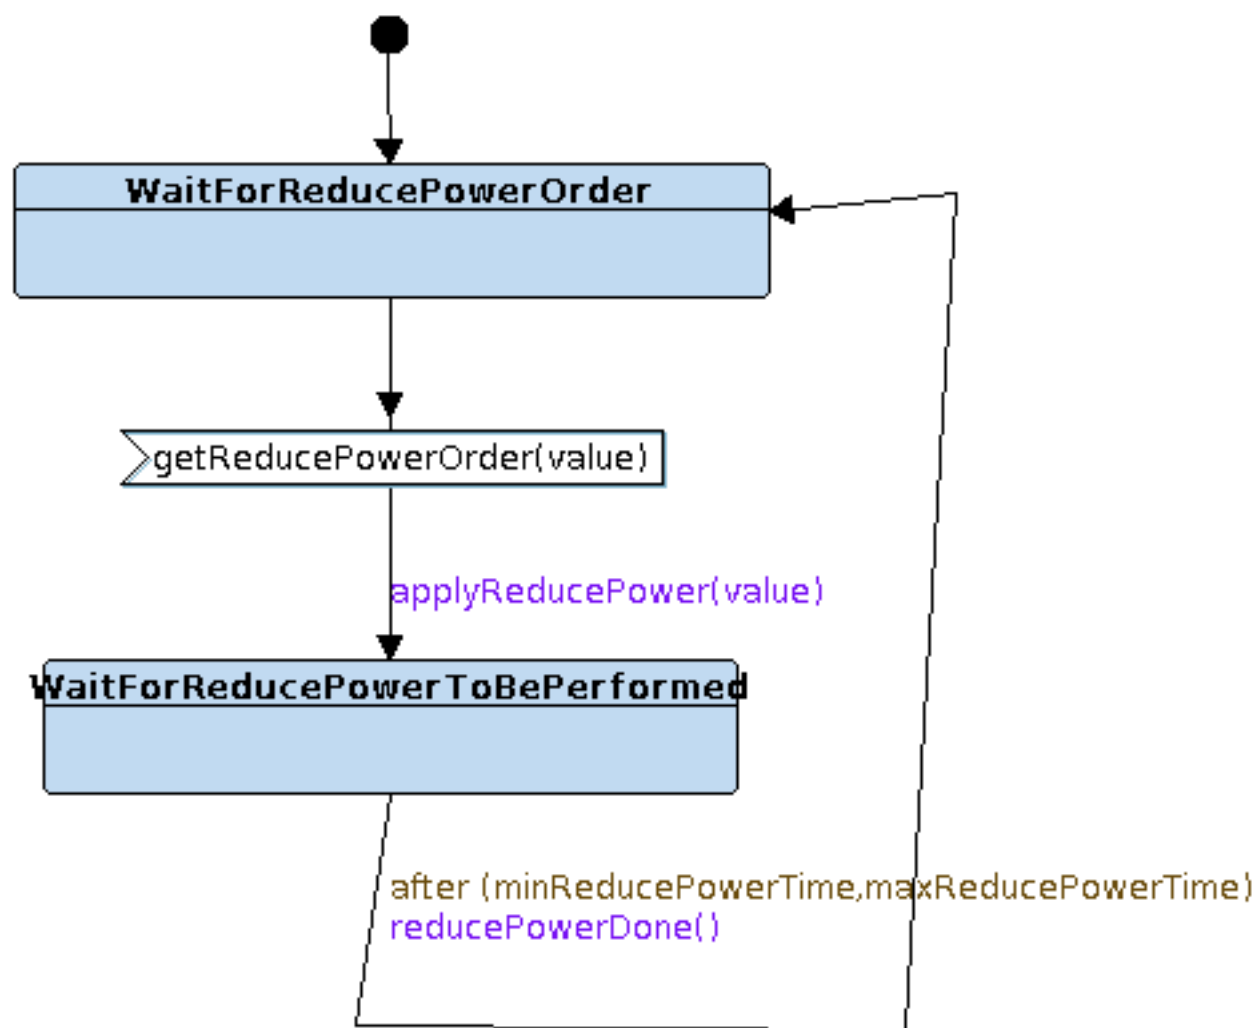 WaitForReducePowerOrder
getReducePowerOrder(value)
applyReducePower(value)
WaitForReducePowerToBePerformed
after (minReducePowerTime,maxReducePowerTime)
reducePowerDone()